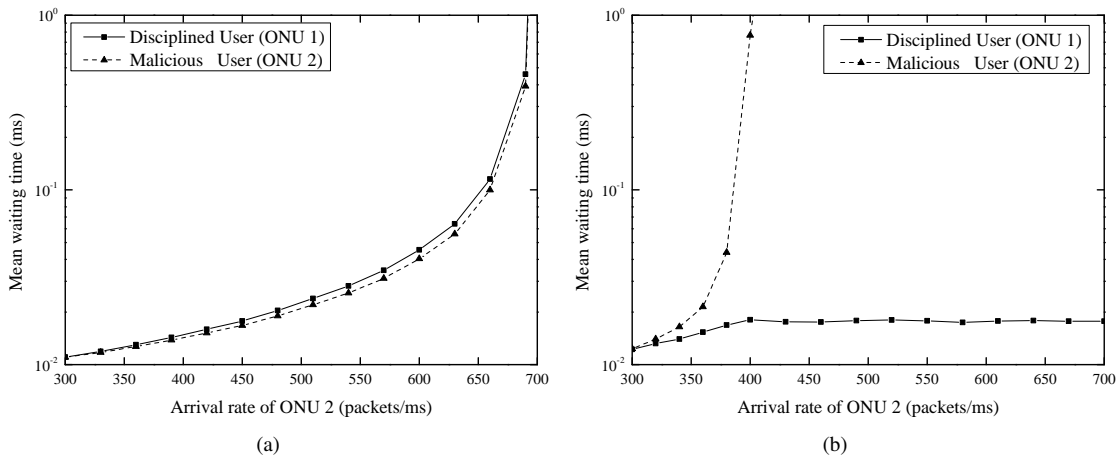 Disciplined User (ONU 1)
Malicious User (ONU 2)
10^0
10^-1
10^-2
Mean waiting time (ms)
300 350 400 450 500 550 600 650 700
Arrival rate of ONU 2 (packets/ms)
(a)
Disciplined User (ONU 1)
Malicious User (ONU 2)
10^0
10^-1
10^-2
Mean waiting time (ms)
300 350 400 450 500 550 600 650 700
Arrival rate of ONU 2 (packets/ms)
(b)